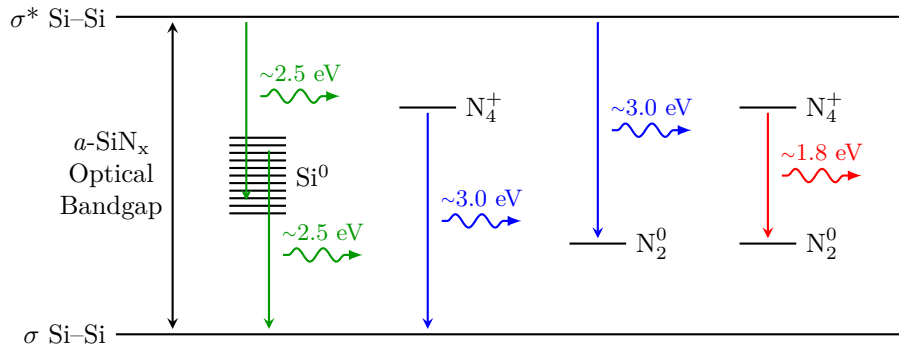 σ* Si–Si
~2.5 eV
N₄⁺
~3.0 eV
N₄⁺
a-SiNₓ
Optical
Bandgap
Si⁰
~1.8 eV
~3.0 eV
~2.5 eV
N₂⁰
N₂⁰
σ Si–Si